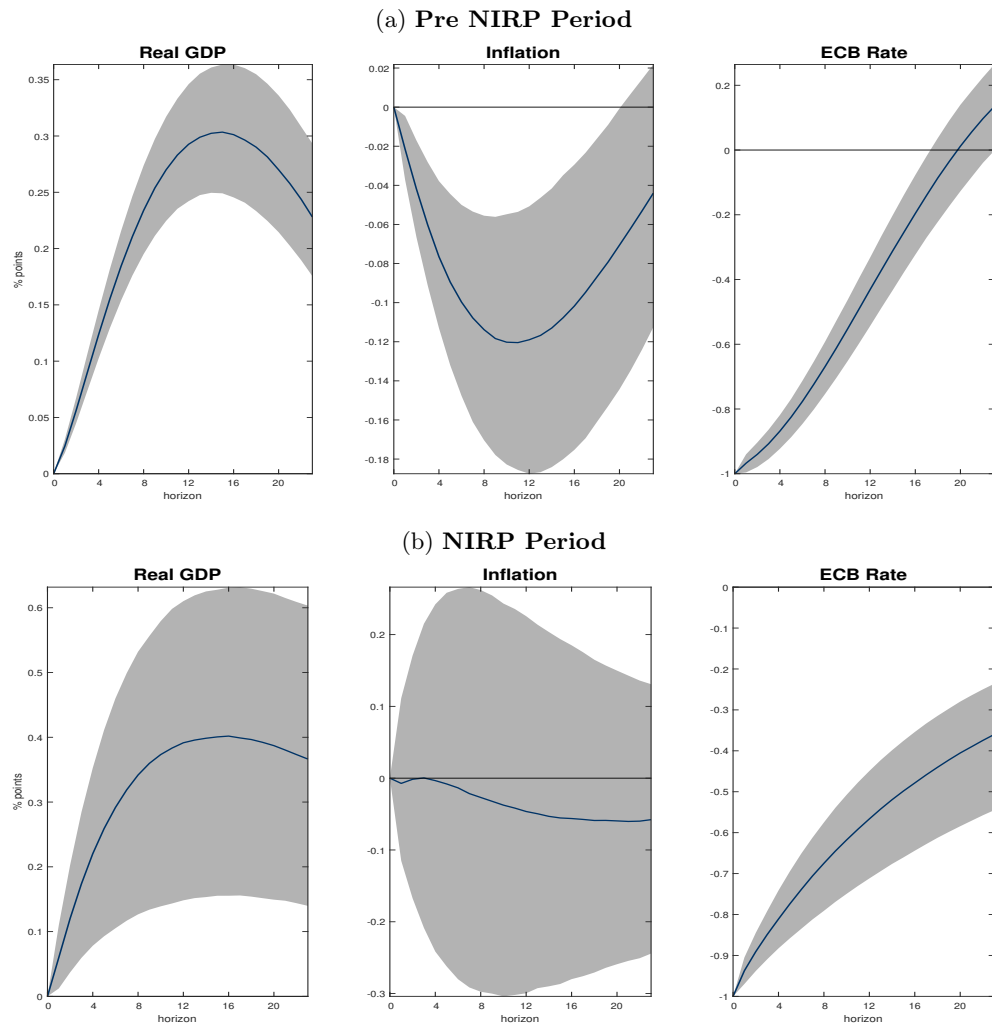 (a) Pre NIRP Period
Real GDP
0.35
0.3
0.25
0.2
0.15
0.1
0.05
0
% points
0 4 8 12 16 20
horizon
Inflation
0.02
0
-0.02
-0.04
-0.06
-0.08
-0.1
-0.12
-0.14
-0.16
-0.18
0 4 8 12 16 20
horizon
ECB Rate
0.2
0
-0.2
-0.4
-0.6
-0.8
-1
0 4 8 12 16 20
horizon
(b) NIRP Period
Real GDP
0.6
0.5
0.4
0.3
0.2
0.1
0
% points
0 4 8 12 16 20
horizon
Inflation
0.2
0.1
0
-0.1
-0.2
-0.3
0 4 8 12 16 20
horizon
ECB Rate
0
-0.1
-0.2
-0.3
-0.4
-0.5
-0.6
-0.7
-0.8
-0.9
-1
0 4 8 12 16 20
horizon